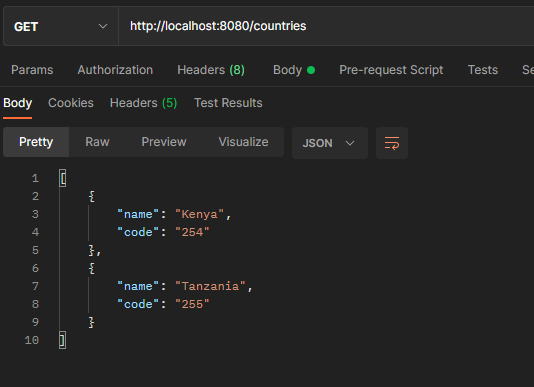 GET http://localhost:8080/countries
Params Authorization Headers (8) Body Pre-request Script Tests
Body Cookies Headers (5) Test Results
Pretty Raw Preview Visualize JSON
1 [
2 {
3 "name": "Kenya",
4 "code": "254"
5 },
6 {
7 "name": "Tanzania",
8 "code": "255"
9 }
10 ]